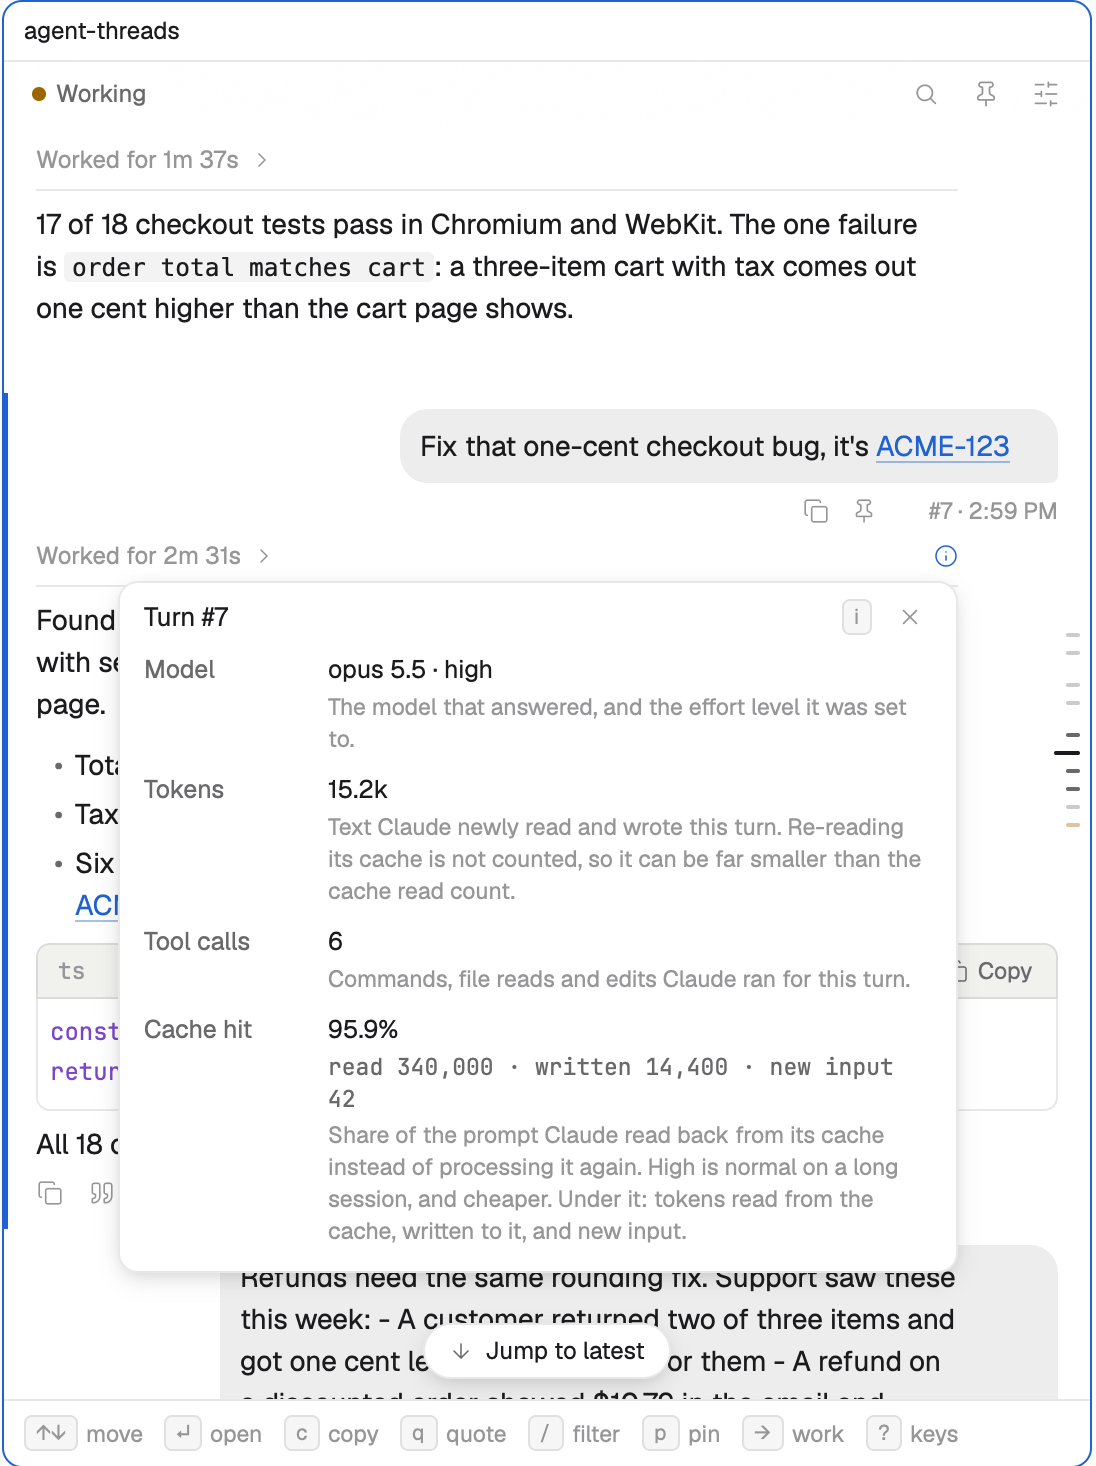 agent-threads
Working
Worked for 1m 37s
17 of 18 checkout tests pass in Chromium and WebKit. The one failure
is order total matches cart: a three-item cart with tax comes out
one cent higher than the cart page shows.
Fix that one-cent checkout bug, it's ACME-123
#7 · 2:59 PM
Worked for 2m 31s
Found
with
page.
Turn #7
i
Model
opus 5.5 · high
The model that answered, and the effort level it was set
to.
Tokens
15.2k
Text Claude newly read and wrote this turn. Re-reading
its cache is not counted, so it can be far smaller than the
cache read count.
Tool calls
6
Commands, file reads and edits Claude ran for this turn.
Cache hit
95.9%
read 340,000 · written 14,400 · new input
42
Share of the prompt Claude read back from its cache
instead of processing it again. High is normal on a long
session, and cheaper. Under it: tokens read from the
cache, written to it, and new input.
Tax
Six
ts
Copy
const
All 18
Refunds need the same rounding fix. Support saw these
this week: - A customer returned two of three items and
got one cent or them - A refund on
Jump to latest
↑↓ move ↵ open c copy q quote / filter p pin → work ? keys